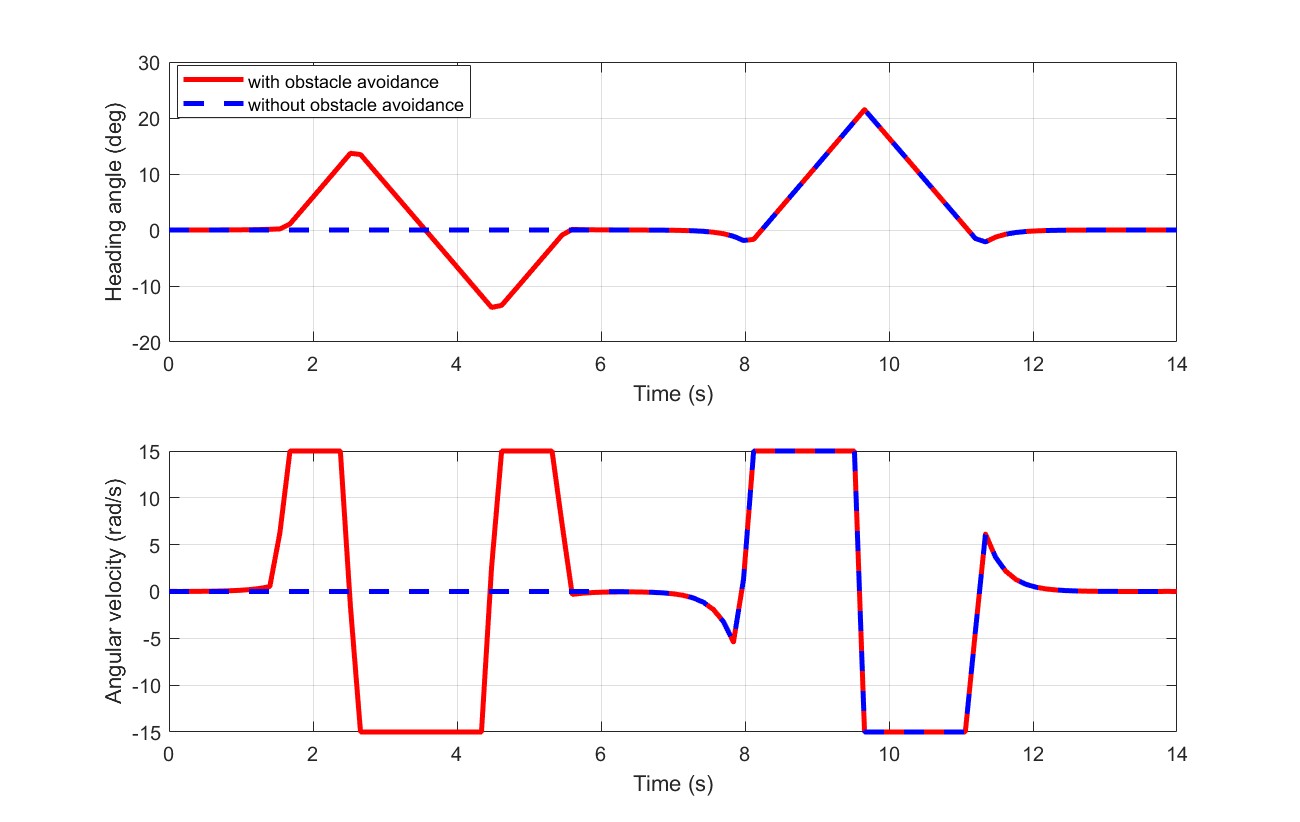 with obstacle avoidance
without obstacle avoidance
Heading angle (deg)
30
20
10
0
-10
-20
0 2 4 6 8 10 12 14
Time (s)
Angular velocity (rad/s)
15
10
5
0
-5
-10
-15
0 2 4 6 8 10 12 14
Time (s)